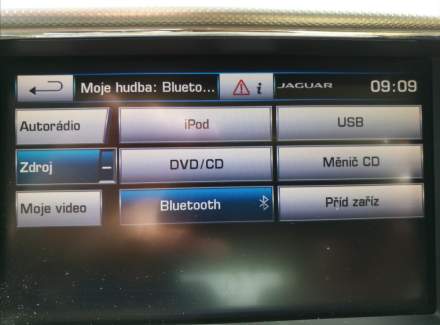 Moje hudba: Blueto... i JAGUAR 09:09
Autorádio iPod USB
Zdroj DVD/CD Měnič CD
Moje video Bluetooth Příd zaříz